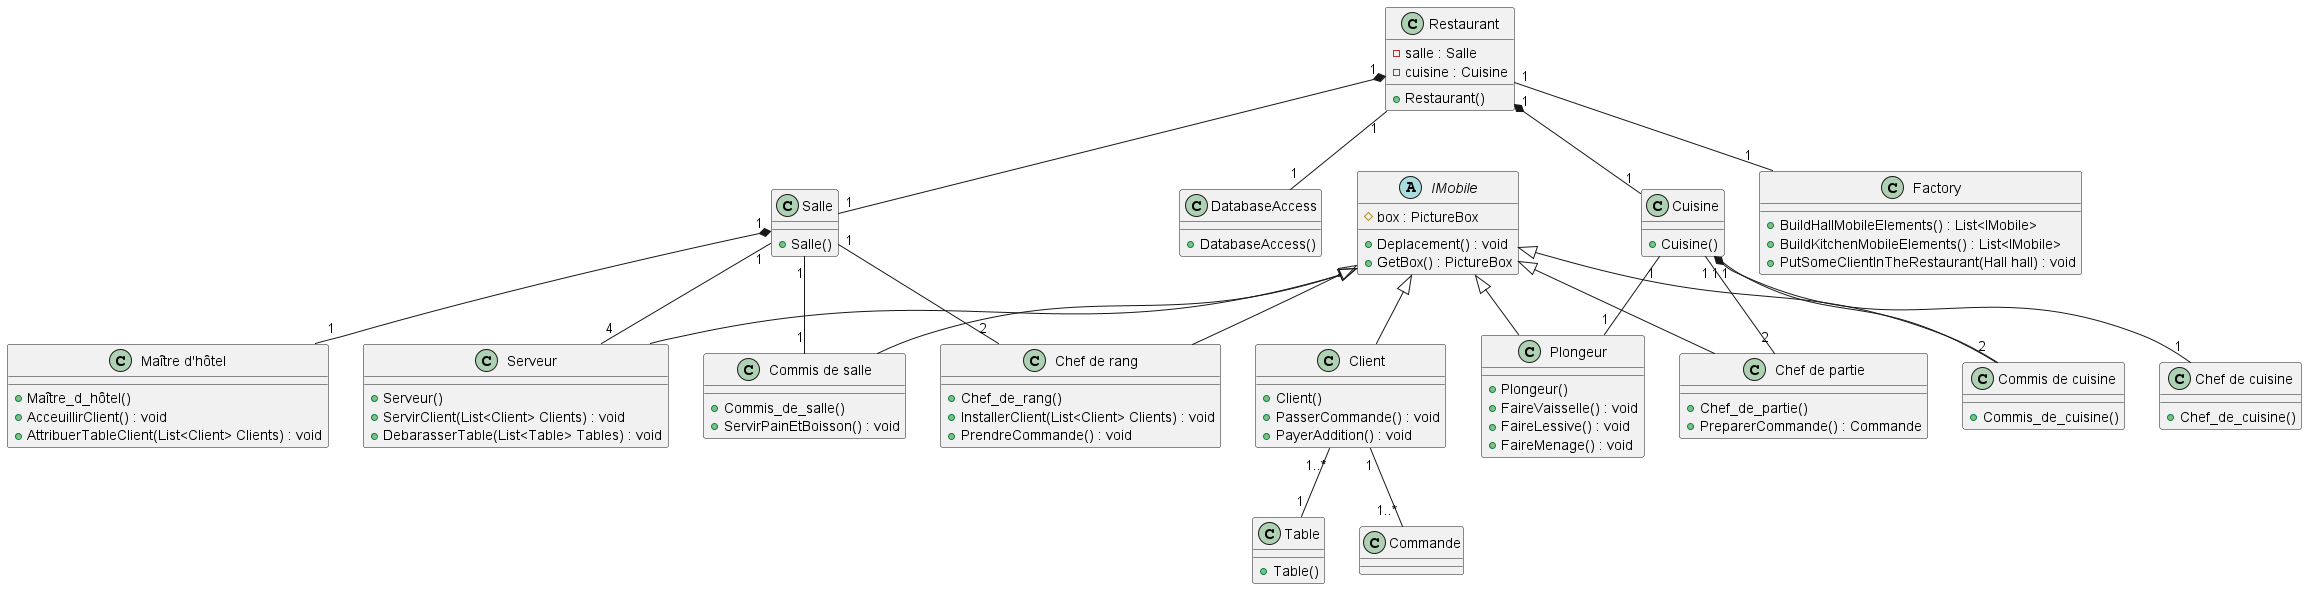 C Restaurant
salle : Salle
cuisine : Cuisine
Restaurant()
1
1
1
1
1
1
1
1
C Salle
Salle()
C DatabaseAccess
DatabaseAccess()
A IMobile
box : PictureBox
Deplacement() : void
GetBox() : PictureBox
C Cuisine
Cuisine()
C Factory
BuildHallMobileElements() : List<IMobile>
BuildKitchenMobileElements() : List<IMobile>
PutSomeClientInTheRestaurant(Hall hall) : void
1
1
1
1
1
1
1
1
1
4
1
2
1
2
2
1
C Maître d'hôtel
Maître_d_hôtel()
AcceuillirClient() : void
AttribuerTableClient(List<Client> Clients) : void
C Serveur
Serveur()
ServirClient(List<Client> Clients) : void
DebarasserTable(List<Table> Tables) : void
C Commis de salle
Commis_de_salle()
ServirPainEtBoisson() : void
C Chef de rang
Chef_de_rang()
InstallerClient(List<Client> Clients) : void
PrendreCommande() : void
C Client
Client()
PasserCommande() : void
PayerAddition() : void
C Plongeur
Plongeur()
FaireVaisselle() : void
FaireLessive() : void
FaireMenage() : void
C Chef de partie
Chef_de_partie()
PreparerCommande() : Commande
C Commis de cuisine
Commis_de_cuisine()
C Chef de cuisine
Chef_de_cuisine()
1..*
1
1
1..*
C Table
Table()
C Commande